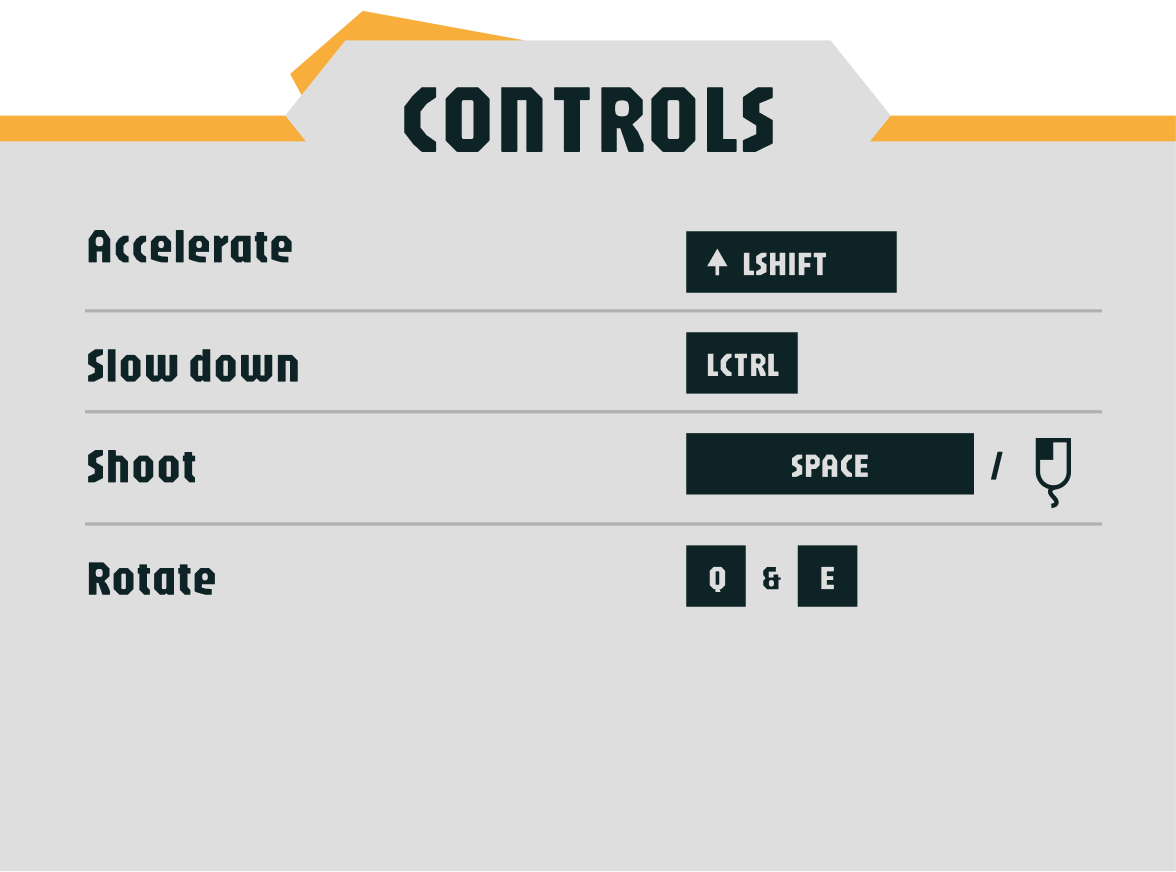 CONTROLS
Accelerate LSHIFT
Slow down LCTRL
Shoot SPACE /
Rotate Q & E